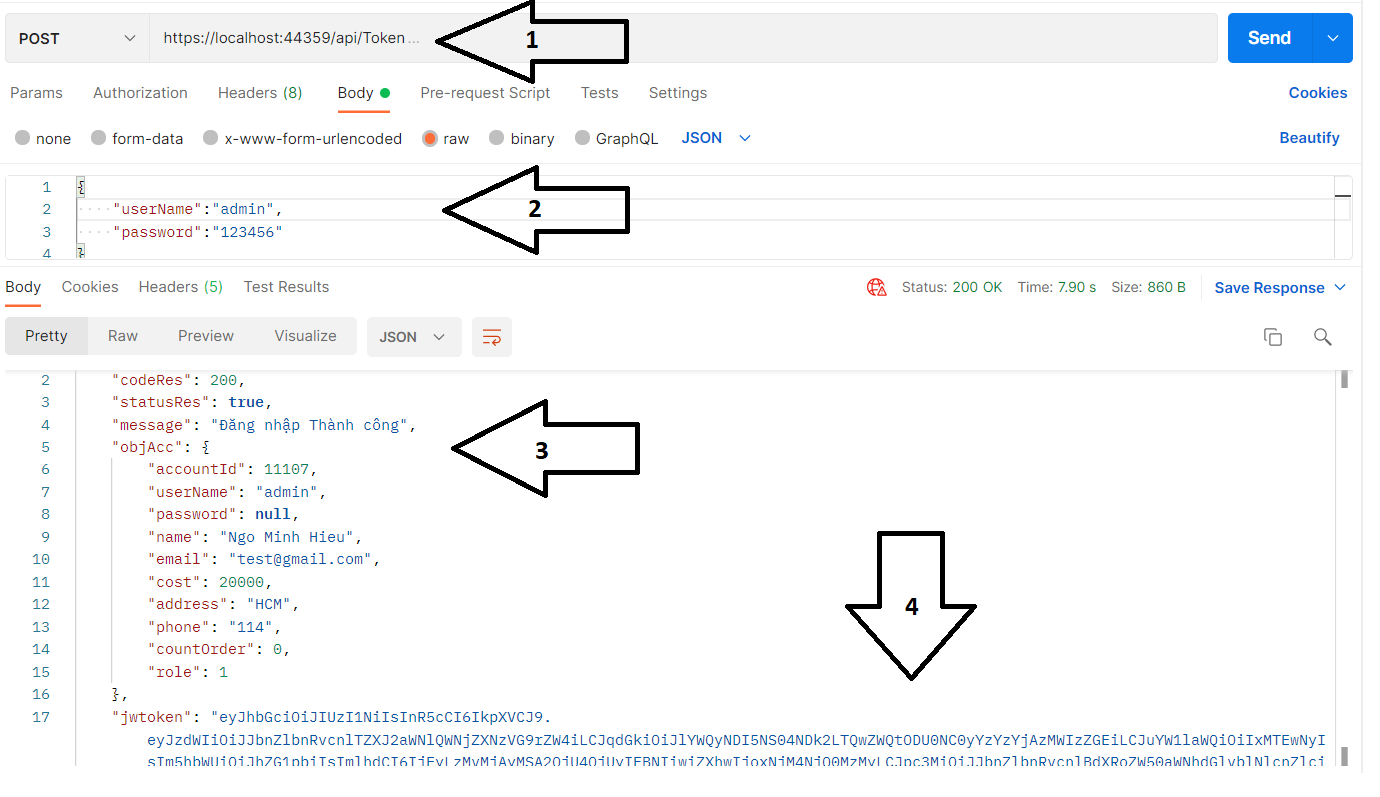 POST https://localhost:44359/api/Token ... 1 Send
Params Authorization Headers (8) Body Pre-request Script Tests Settings Cookies
none form-data x-www-form-urlencoded raw binary GraphQL JSON Beautify
1 {
2 "userName":"admin", 2
3 "password":"123456"
4 }
Body Cookies Headers (5) Test Results Status: 200 OK Time: 7.90 s Size: 860 B Save Response
Pretty Raw Preview Visualize JSON
2 "codeRes": 200,
3 "statusRes": true,
4 "message": "Đăng nhập Thành công",
5 "objAcc": { 3
6 "accountId": 11107,
7 "userName": "admin",
8 "password": null,
9 "name": "Ngo Minh Hieu",
10 "email": "test@gmail.com",
11 "cost": 20000,
12 "address": "HCM", 4
13 "phone": "114",
14 "countOrder": 0,
15 "role": 1
16 },
17 "jwtoken": "eyJhbGciOiJIUzI1NiIsInR5cCI6IkpXVCJ9.